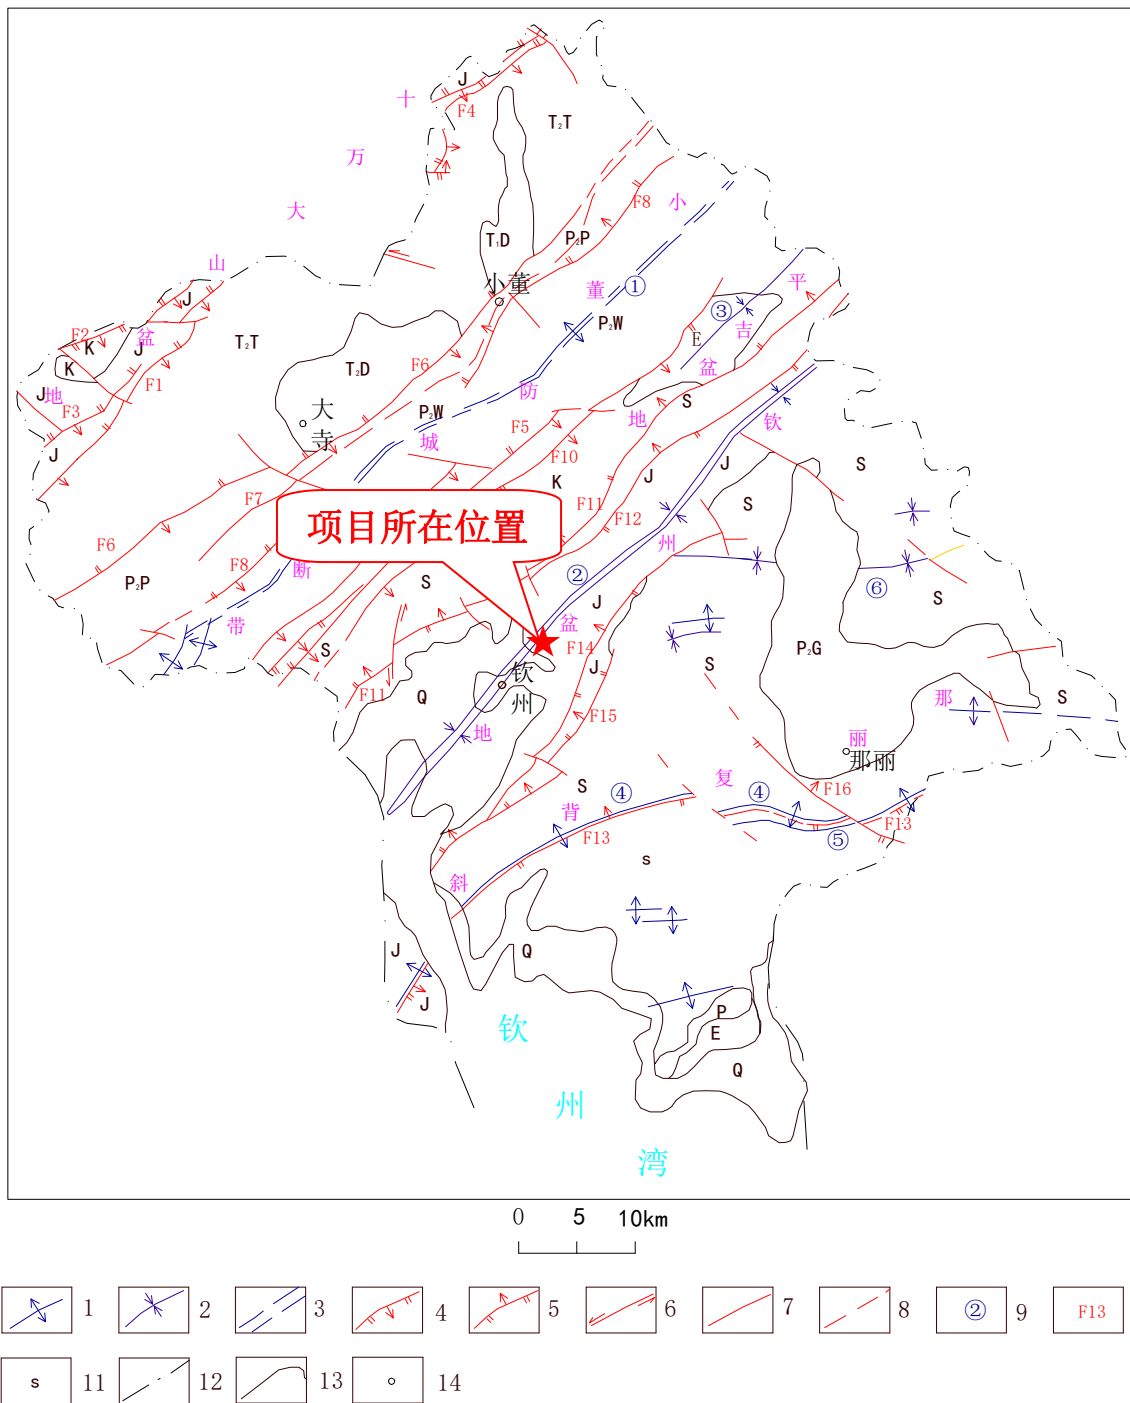 J
十
F4
T₂T
万
小
F8
大
T₁D
P₂P
山
小董
董
①
平
J
③
吉
P₂W
F2
盆
K
J
T₂T
E
盆
K
F6
T₂D
F1
防
J
地
S
F3
P₂W
大寺
城
F5
地
钦
J
F10
K
J
J
S
F7
F11
S
F12
项目所在位置
州
F6
断
②
P₂P
F8
S
⑥
S
J
带
盆
S
F14
P₂G
S
J
钦州
F11
Q
F15
那
S
地
丽
那丽
复
S
④
④
F16
背
F13
F13
⑤
斜
s
J
Q
J
P
钦
E
Q
州
湾
0 5 10km
1 2 3 4 5 6 7 8 ② 9 F13
s 11 12 13 14